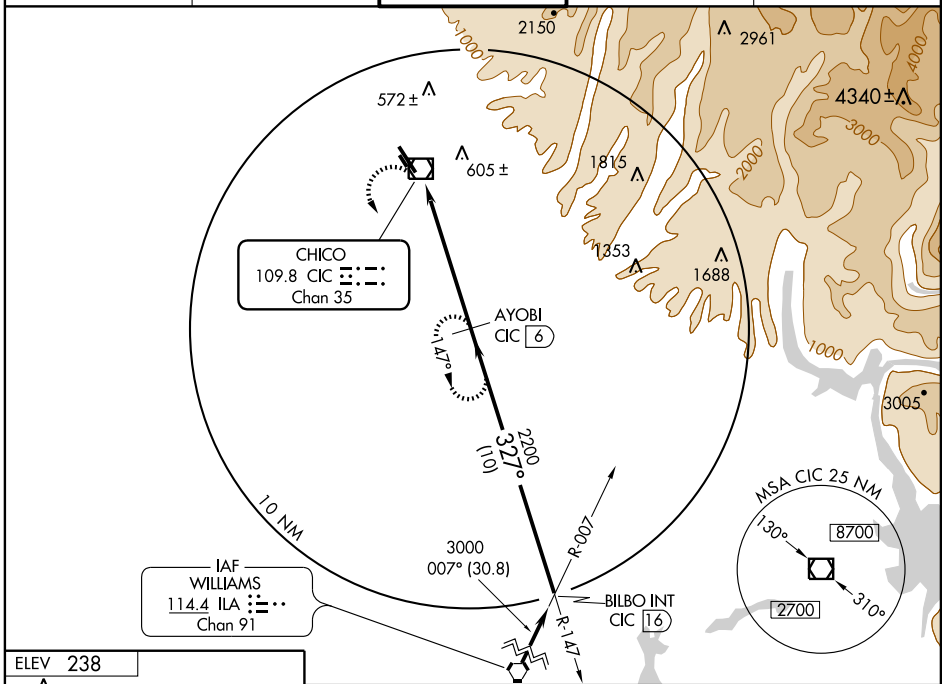 1000
2150
2961
4000
572 ±
4340 ±
3000
605 ±
1815
2000
CHICO
109.8 CIC
Chan 35
1353
1688
AYOBI
CIC 6
147°
1000
3005
2200
327°
(10)
10 NM
R-007
MSA CIC 25 NM
130°
8700
3000
007° (30.8)
IAF
WILLIAMS
114.4 ILA
Chan 91
BILBO INT
CIC 16
2700
310°
R-147
ELEV 238